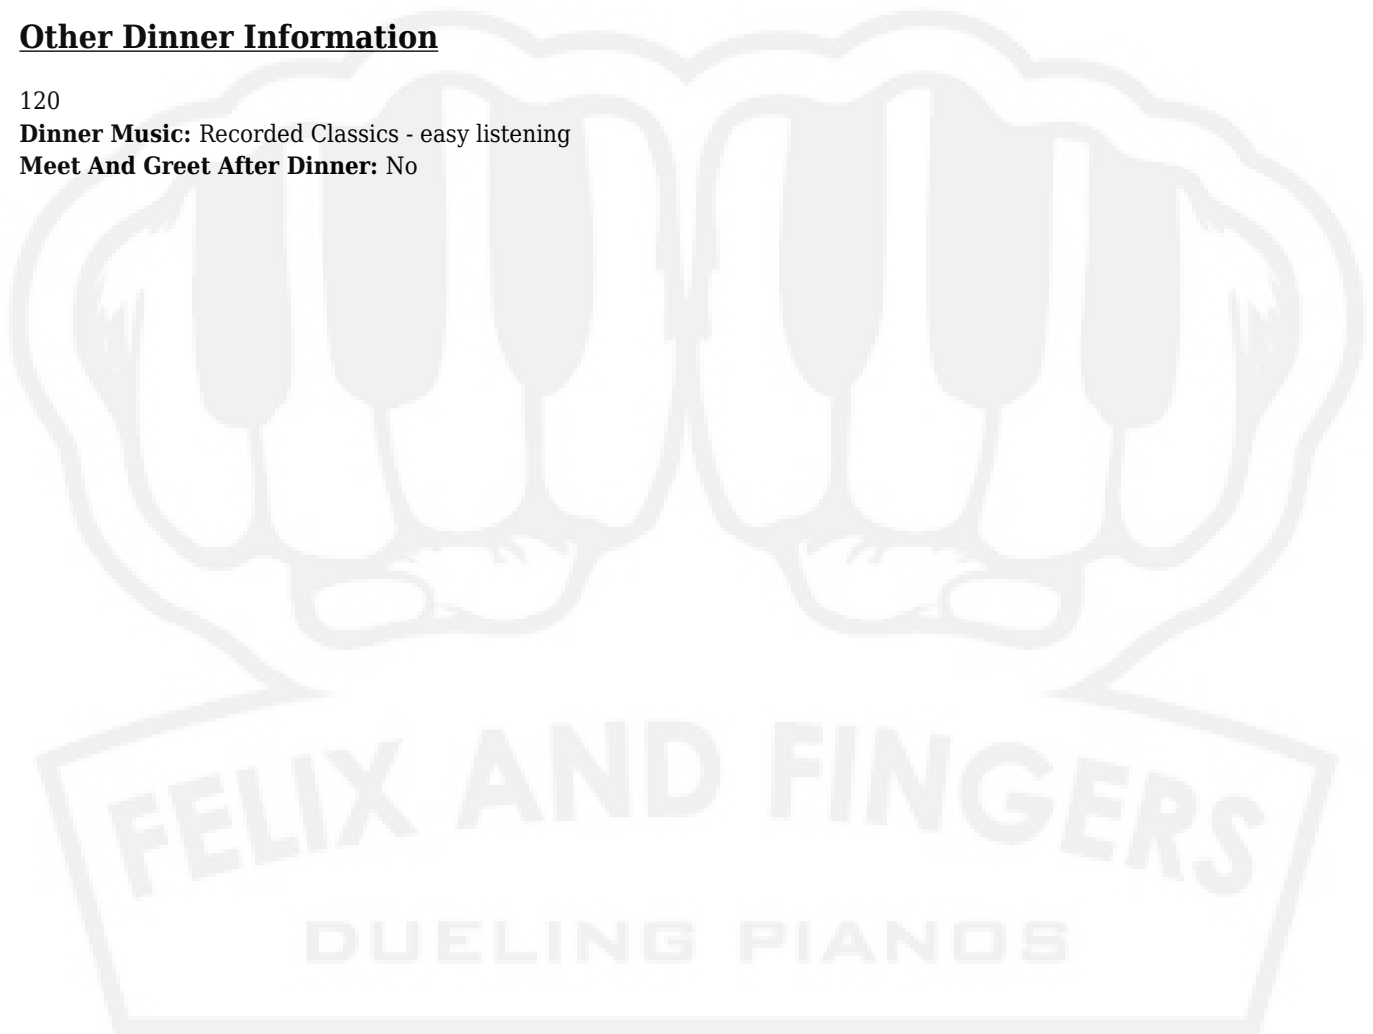 Other Dinner Information
120
Dinner Music: Recorded Classics - easy listening
Meet And Greet After Dinner: No
FELIX AND FINGERS
DUELING PIANOS